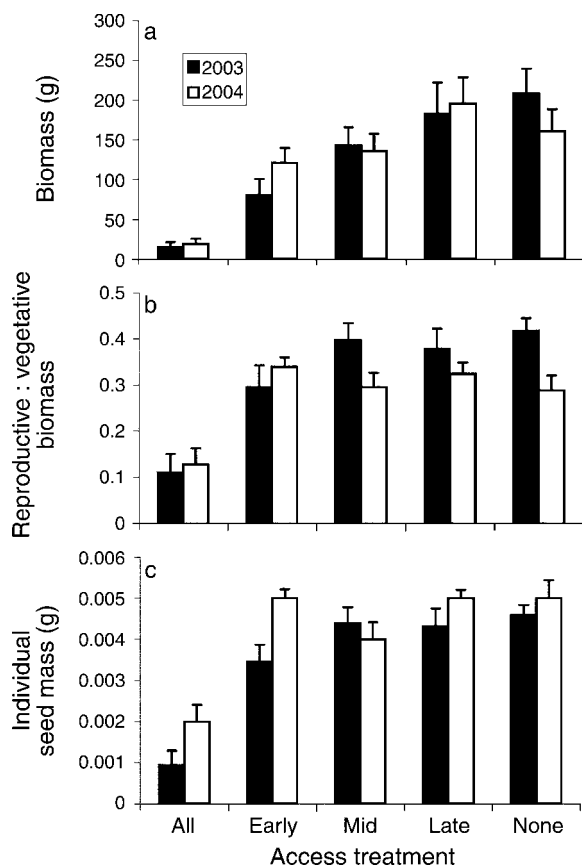 a
Biomass (g)
300
250
200
150
100
50
0
2003
2004
b
Reproductive : vegetative
biomass
0.5
0.4
0.3
0.2
0.1
0
c
Individual
seed mass (g)
0.006
0.005
0.004
0.002
0.001
0
All Early Mid Late None
Access treatment